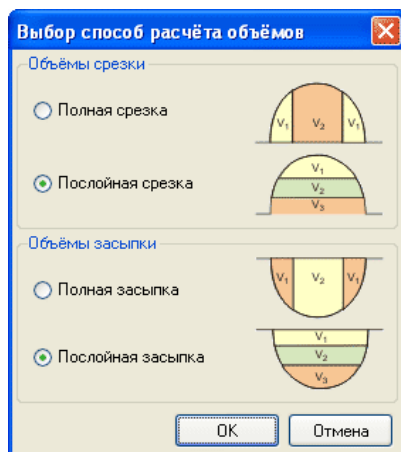 Выбор способ расчёта объёмов
Объёмы срезки
Полная срезка
V₁ V₂ V₁
Послойная срезка
V₁
V₂
V₃
Объёмы засыпки
Полная засыпка
V₁ V₂ V₁
Послойная засыпка
V₁
V₂
V₃
OK Отмена